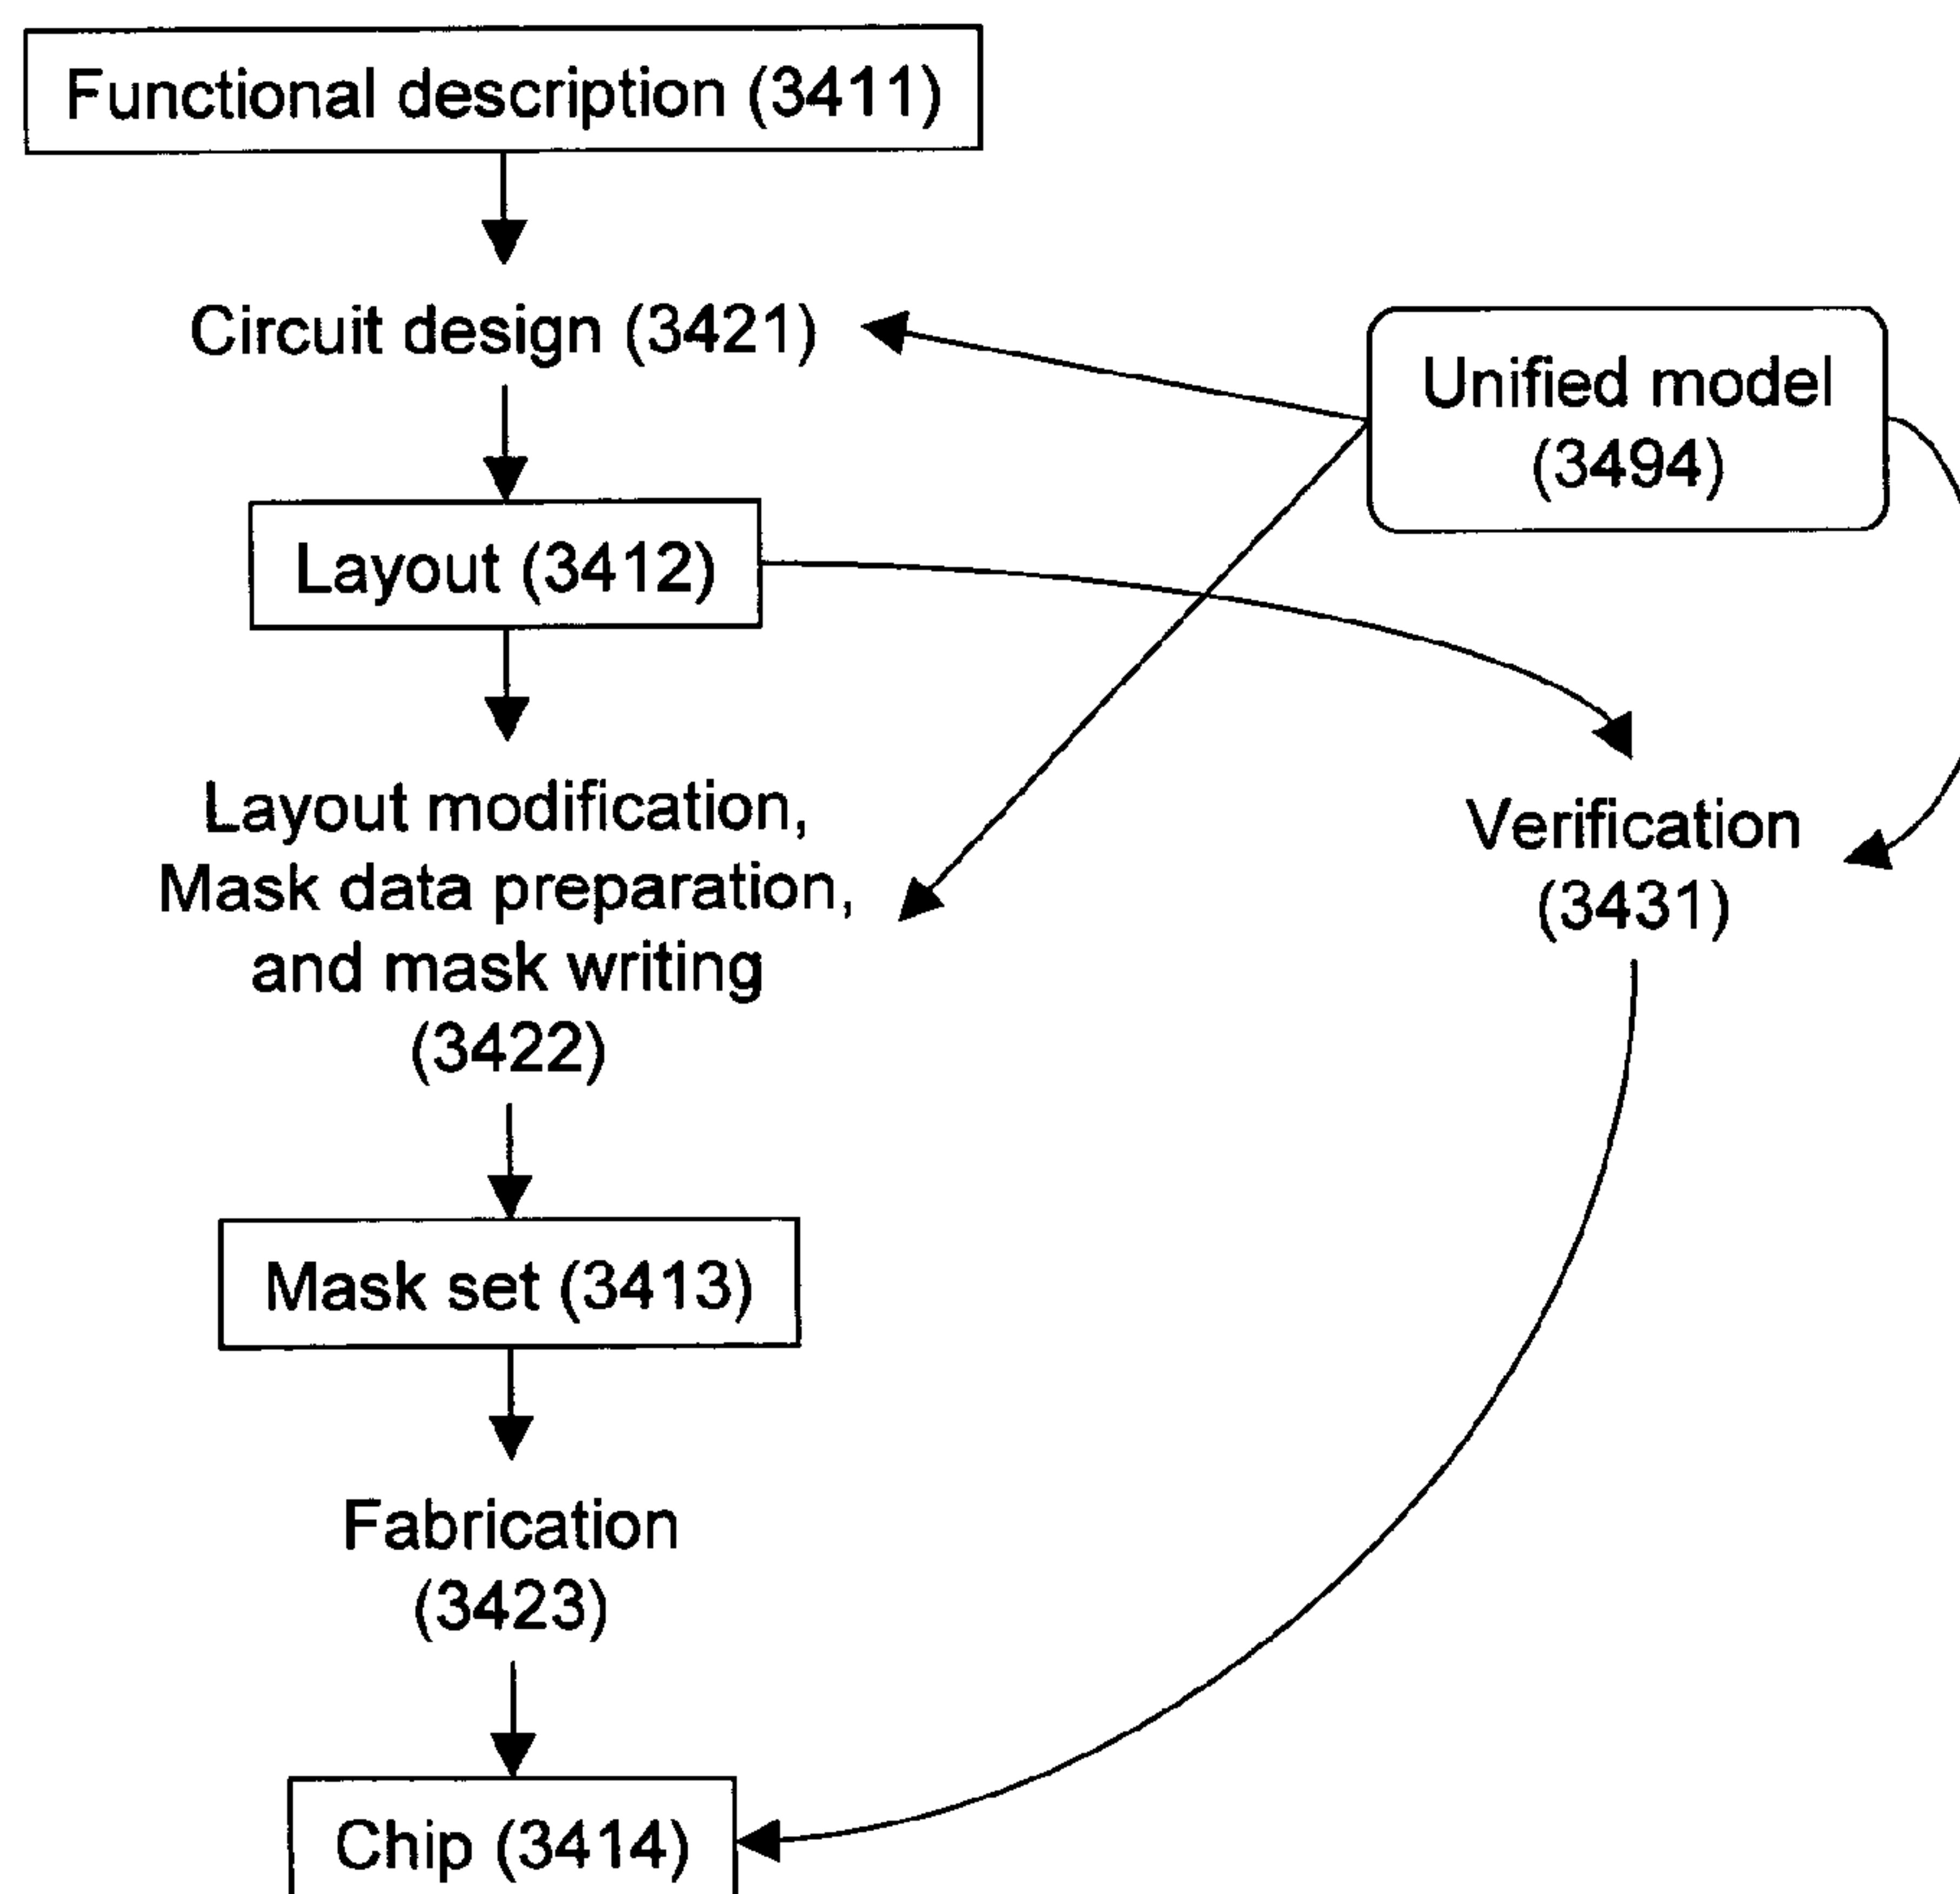 Functional description (3411)
Circuit design (3421)
Unified model
(3494)
Layout (3412)
Layout modification,
Mask data preparation,
and mask writing
(3422)
Verification
(3431)
Mask set (3413)
Fabrication
(3423)
Chip (3414)